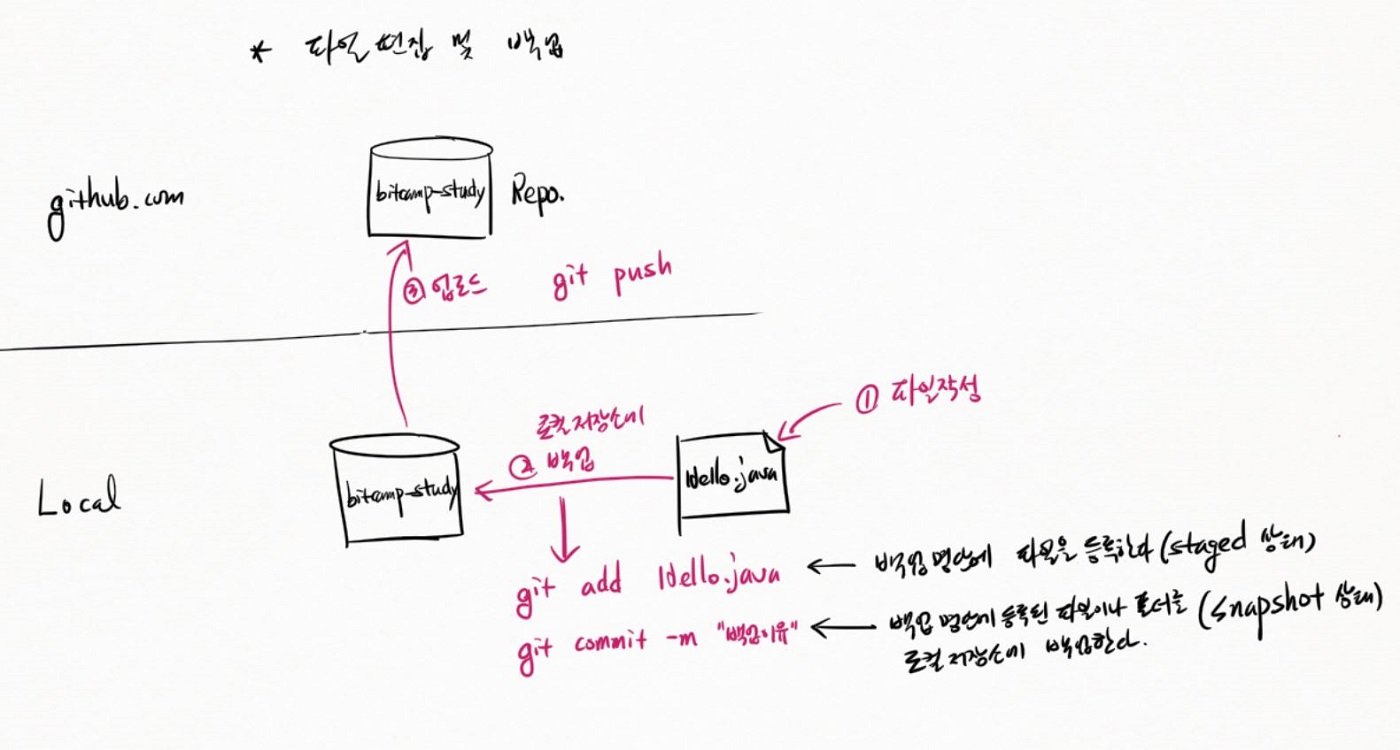 * 파일 편집 및 백업
github.com
bitcamp-study
Repo.
③ 업로드
git push
① 파일작성
로컬 저장소에
② 백업
Local
bitcamp-study
Hello.java
git add Hello.java ← 백업 명단에 파일을 등록한다 (staged 상태)
git commit -m "백업이유" ← 백업 명단에 등록된 파일이나 폴더를 (snapshot 상태)
로컬 저장소에 백업한다.